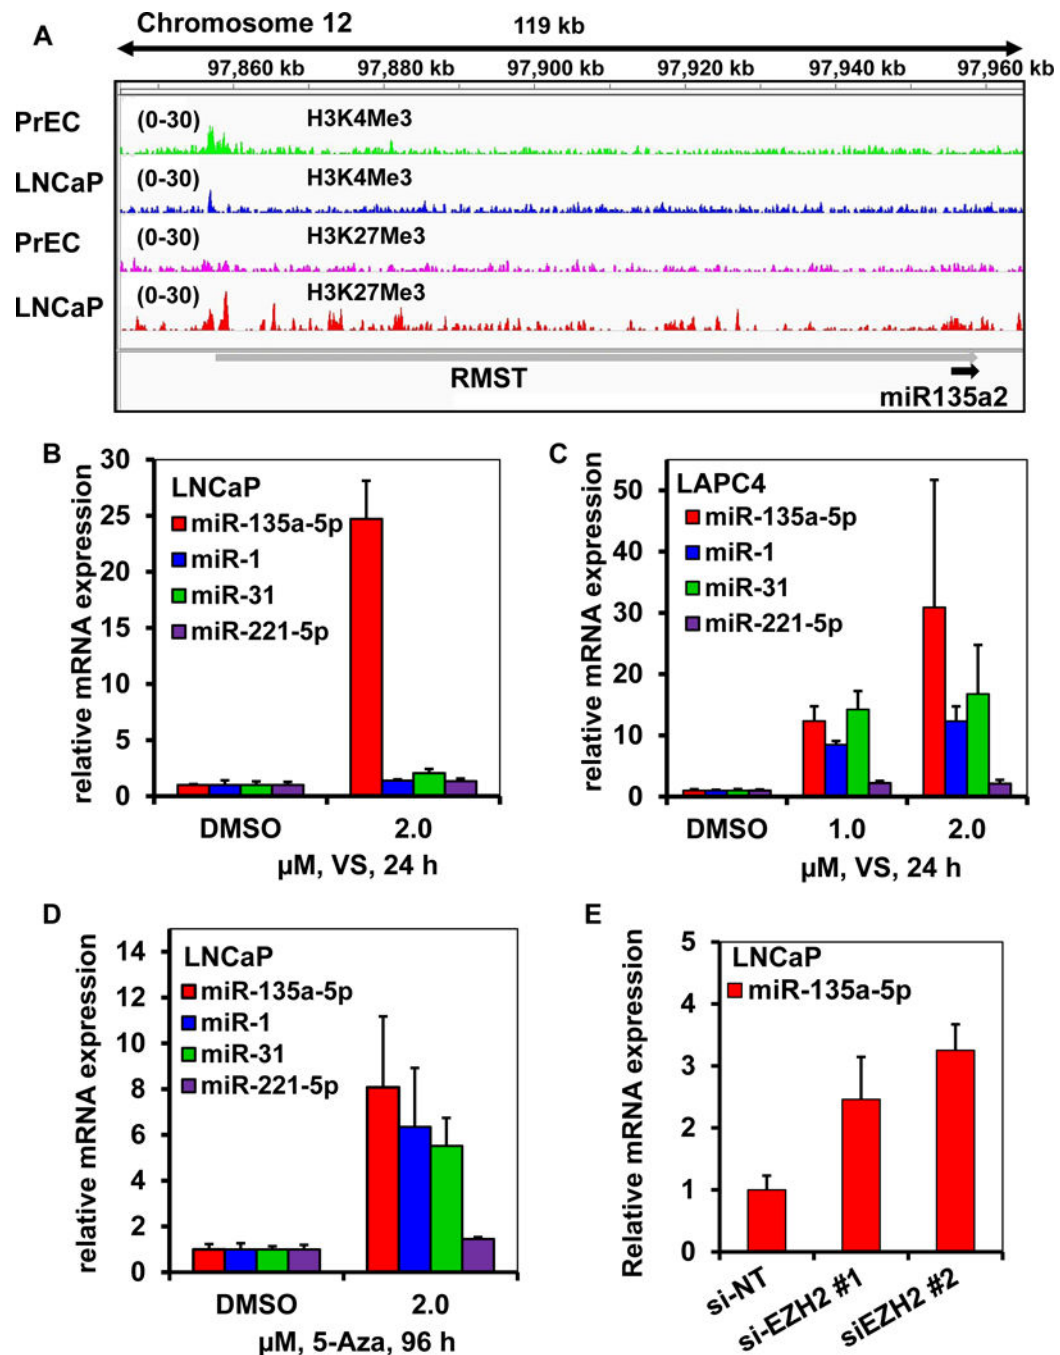 A
Chromosome 12
119 kb
97,860 kb 97,880 kb 97,900 kb 97,920 kb 97,940 kb 97,960 kb
PrEC (0-30) H3K4Me3
LNCaP (0-30) H3K4Me3
PrEC (0-30) H3K27Me3
LNCaP (0-30) H3K27Me3
RMST
miR135a2
B
relative mRNA expression
30
25
20
15
10
5
0
LNCaP
miR-135a-5p
miR-1
miR-31
miR-221-5p
DMSO 2.0
µM, VS, 24 h
C
relative mRNA expression
50
40
30
20
10
0
LAPC4
miR-135a-5p
miR-1
miR-31
miR-221-5p
DMSO 1.0 2.0
µM, VS, 24 h
D
relative mRNA expression
14
12
10
8
6
4
2
0
LNCaP
miR-135a-5p
miR-1
miR-31
miR-221-5p
DMSO 2.0
µM, 5-Aza, 96 h
E
Relative mRNA expression
5
4
3
2
1
0
LNCaP
miR-135a-5p
si-NT
si-EZH2 #1
siEZH2 #2